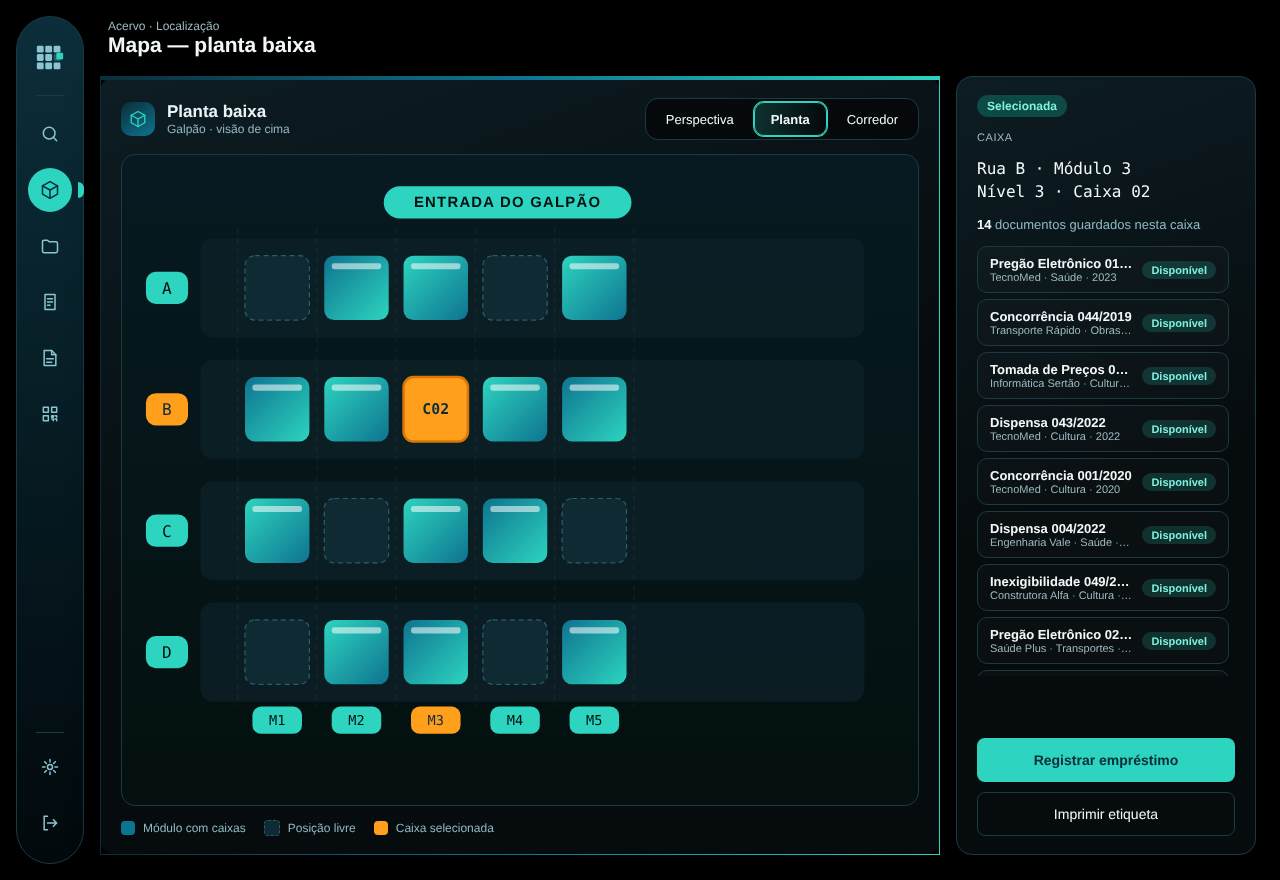 Acervo · Localização
Mapa — planta baixa
Planta baixa
Galpão · visão de cima
Perspectiva
Planta
Corredor
ENTRADA DO GALPÃO
A
B
C02
C
D
M1
M2
M3
M4
M5
Módulo com caixas
Posição livre
Caixa selecionada
Selecionada
CAIXA
Rua B · Módulo 3
Nível 3 · Caixa 02
14 documentos guardados nesta caixa
Pregão Eletrônico 01…
TecnoMed · Saúde · 2023
Disponível
Concorrência 044/2019
Transporte Rápido · Obras…
Disponível
Tomada de Preços 0…
Informática Sertão · Cultur…
Disponível
Dispensa 043/2022
TecnoMed · Cultura · 2022
Disponível
Concorrência 001/2020
TecnoMed · Cultura · 2020
Disponível
Dispensa 004/2022
Engenharia Vale · Saúde ·…
Disponível
Inexigibilidade 049/2…
Construtora Alfa · Cultura ·…
Disponível
Pregão Eletrônico 02…
Saúde Plus · Transportes ·…
Disponível
Registrar empréstimo
Imprimir etiqueta